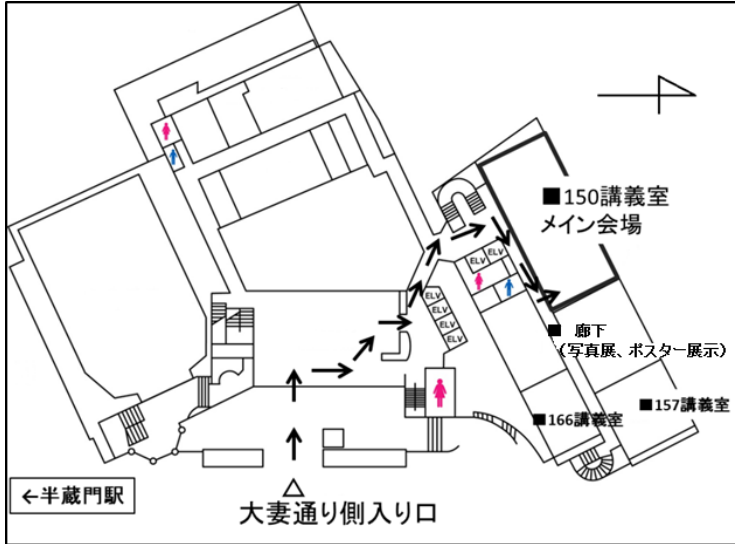 ■150講義室
メイン会場
ELV
ELV
ELV
ELV
ELV
ELV
■ 廊下
(写真展、ポスター展示)
■157講義室
■166講義室
←半蔵門駅
△
大妻通り側入り口